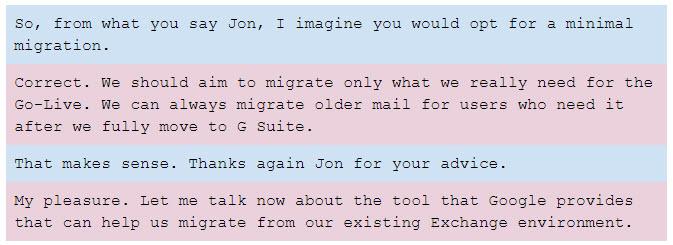 So, from what you say Jon, I imagine you would opt for a minimal
migration.
Correct. We should aim to migrate only what we really need for the
Go-Live. We can always migrate older mail for users who need it
after we fully move to G Suite.
That makes sense. Thanks again Jon for your advice.
My pleasure. Let me talk now about the tool that Google provides
that can help us migrate from our existing Exchange environment.